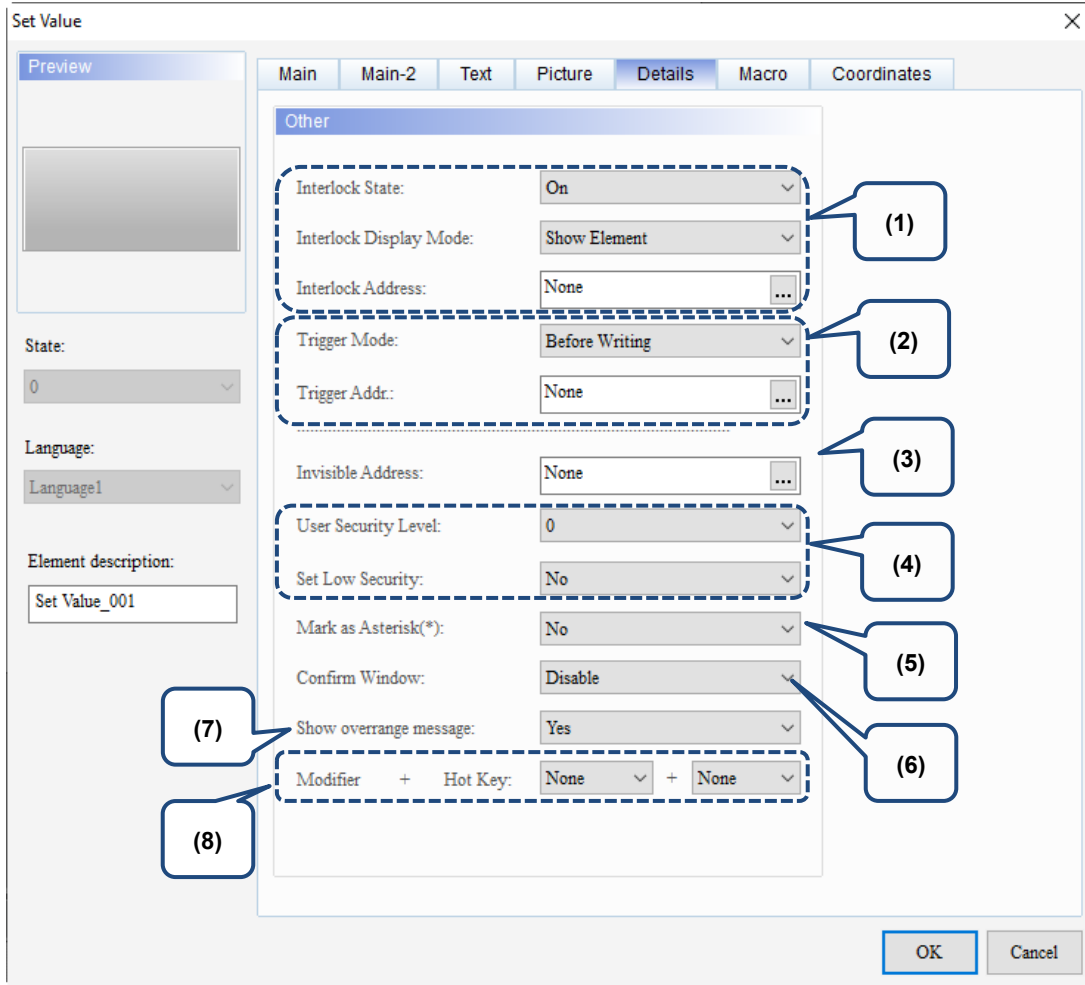 Set Value
Preview
Main Main-2 Text Picture Details Macro Coordinates
Other
Interlock State: On
(1)
Interlock Display Mode: Show Element
Interlock Address: None ...
Trigger Mode: Before Writing
(2)
Trigger Addr.: None ...
State:
0
Language:
Language1
Element description:
Set Value_001
(3)
Invisible Address: None ...
User Security Level: 0
(4)
Set Low Security: No
Mark as Asterisk(*): No
(5)
Confirm Window: Disable
(7)
Show overrange message: Yes
(6)
Modifier + Hot Key: None + None
(8)
OK Cancel